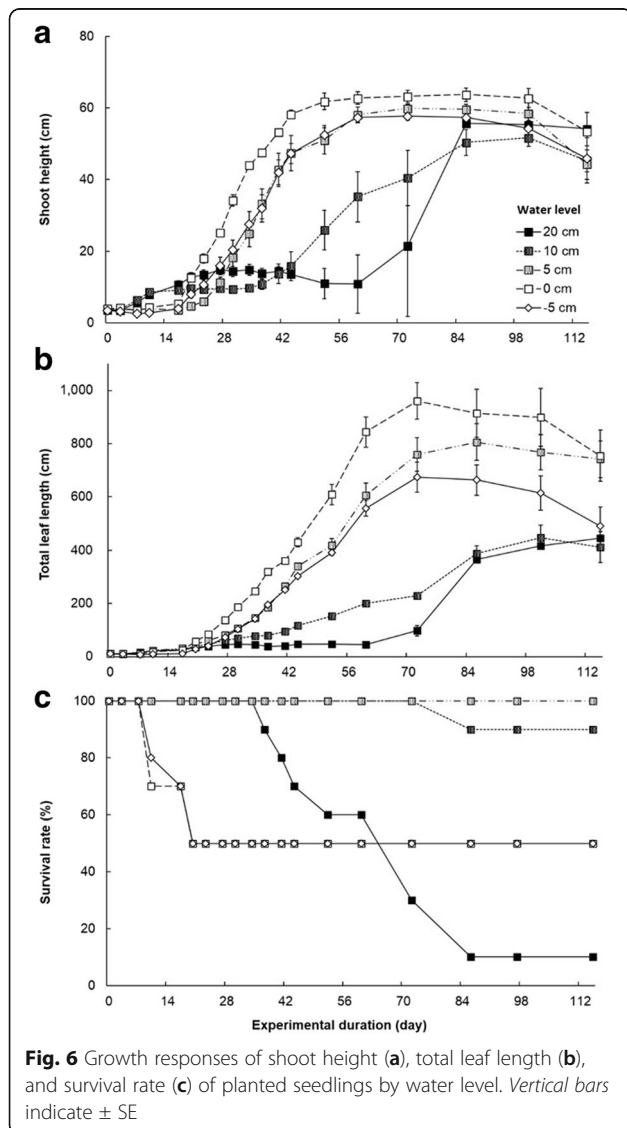 a
80
60
40
20
0
Shoot height (cm)
Water level
20 cm
10 cm
5 cm
0 cm
-5 cm
0 14 28 42 56 70 84 98 112
b
1,000
800
600
400
200
0
Total leaf length (cm)
0 14 28 42 56 70 84 98 112
c
100
80
60
40
20
0
Survival rate (%)
0 14 28 42 56 70 84 98 112
Experimental duration (day)
Fig. 6 Growth responses of shoot height (a), total leaf length (b),
and survival rate (c) of planted seedlings by water level. Vertical bars
indicate ± SE